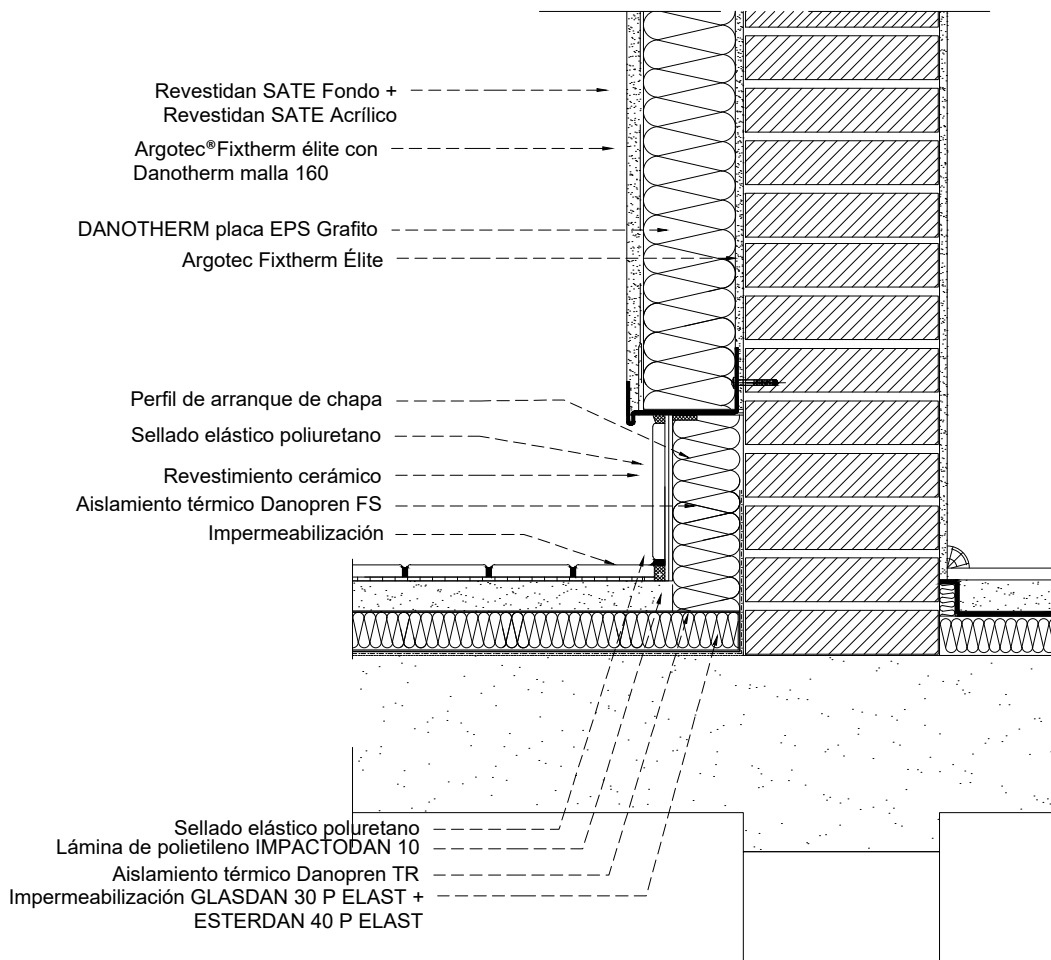 Revestidan SATE Fondo +
Revestidan SATE Acrílico
Argotec®Fixtherm élite con
Danotherm malla 160
DANOTHERM placa EPS Grafito
Argotec Fixtherm Élite
Perfil de arranque de chapa
Sellado elástico poliuretano
Revestimiento cerámico
Aislamiento térmico Danopren FS
Impermeabilización
Sellado elástico poluretano
Lámina de polietileno IMPACTODAN 10
Aislamiento térmico Danopren TR
Impermeabilización GLASDAN 30 P ELAST +
ESTERDAN 40 P ELAST